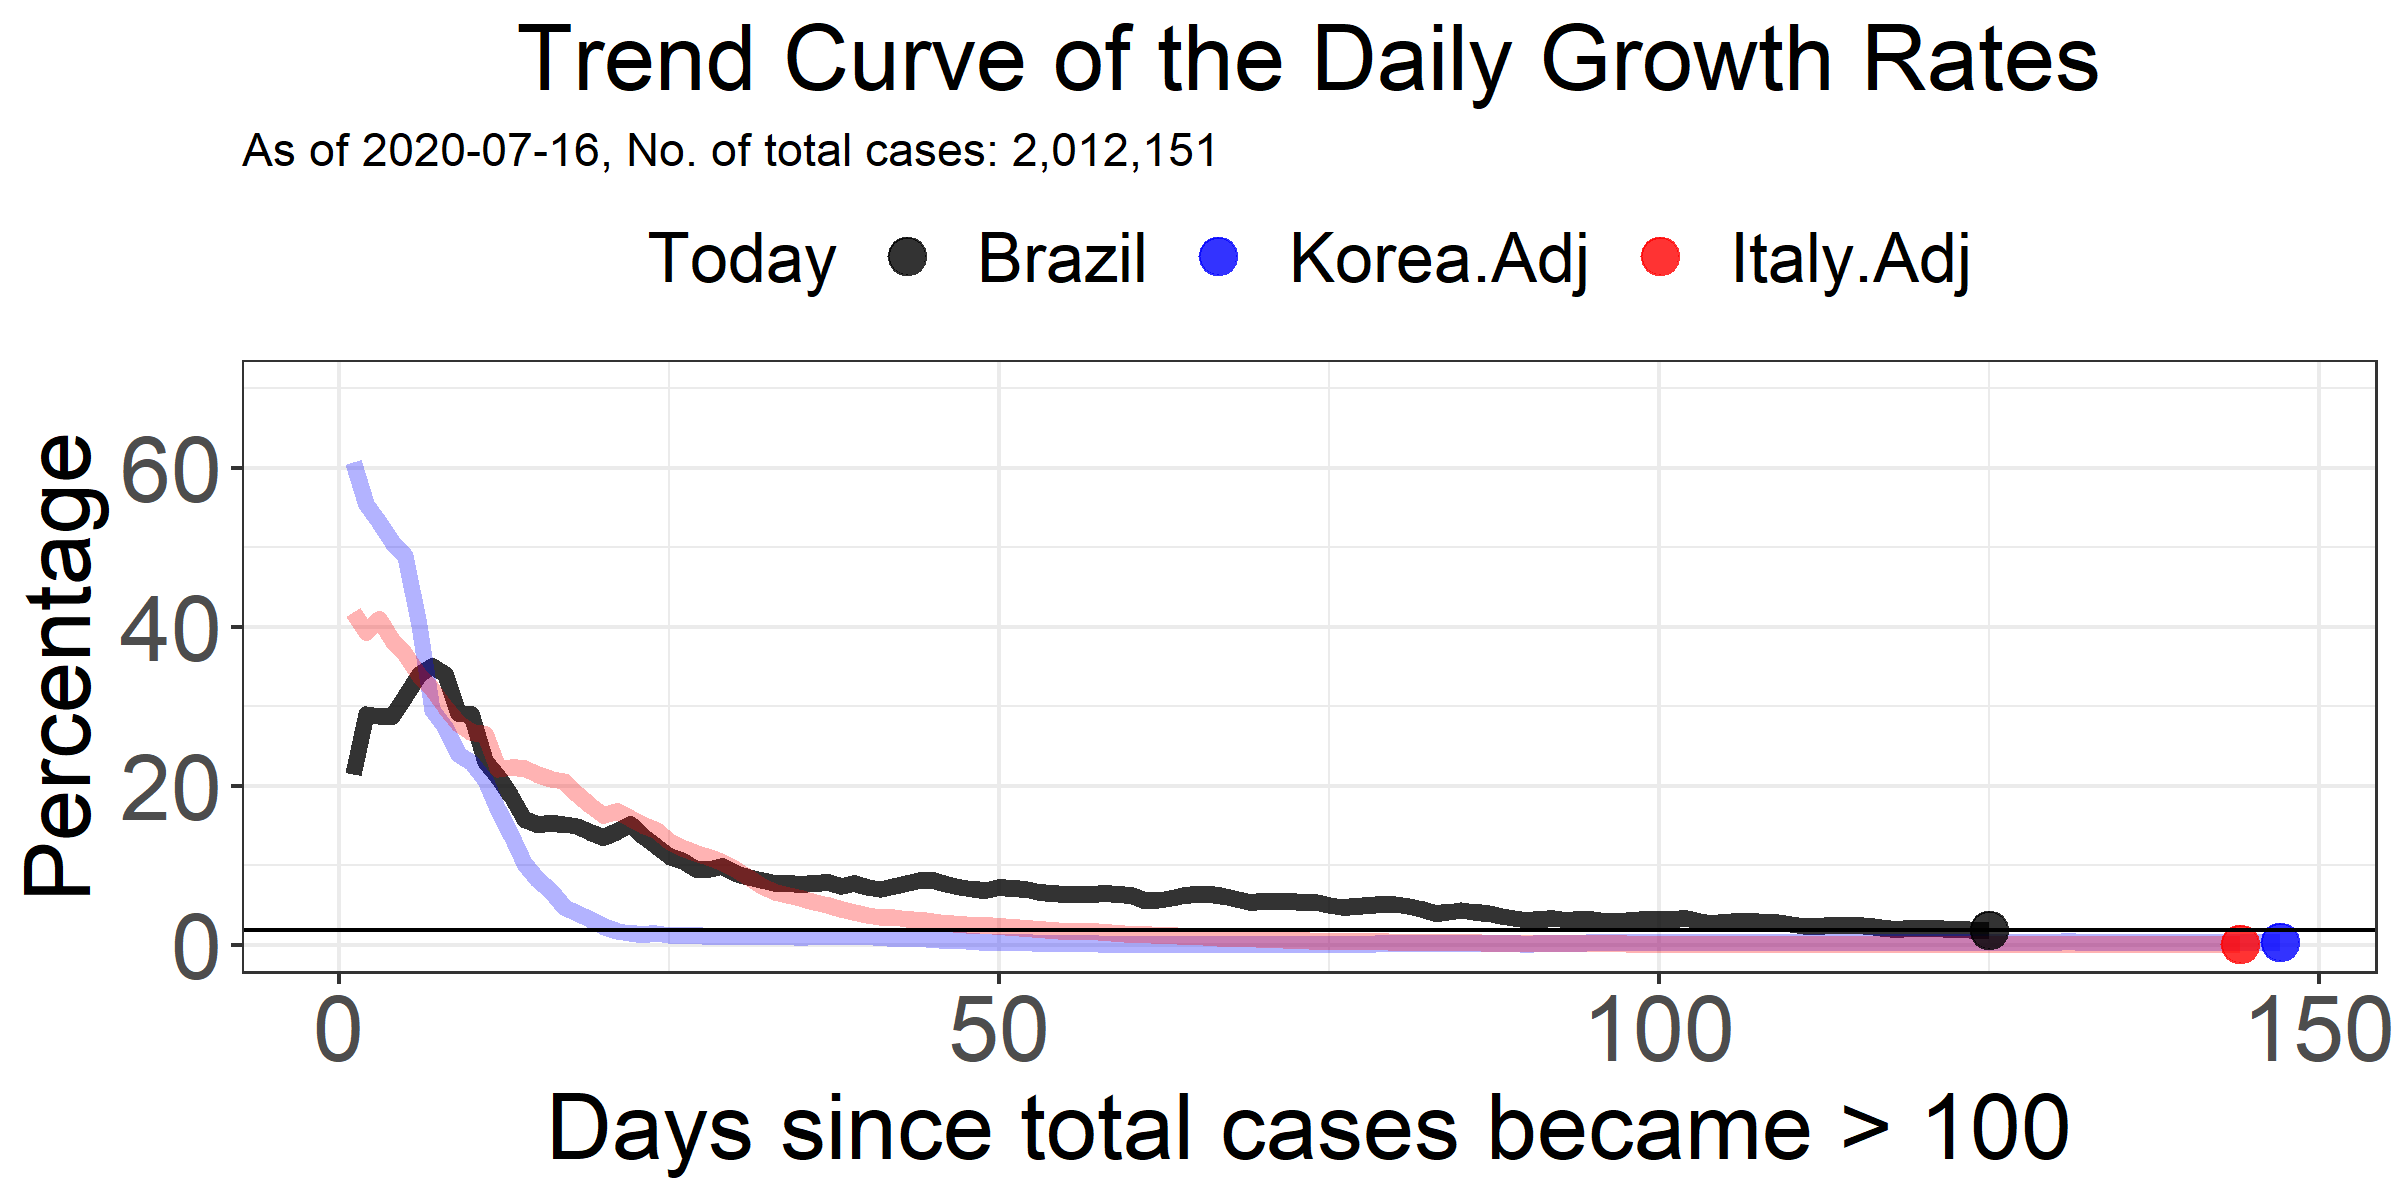 Trend Curve of the Daily Growth Rates
As of 2020-07-16, No. of total cases: 2,012,151
Today Brazil Korea.Adj Italy.Adj
Percentage
60
40
20
0
0 50 100 150
Days since total cases became > 100